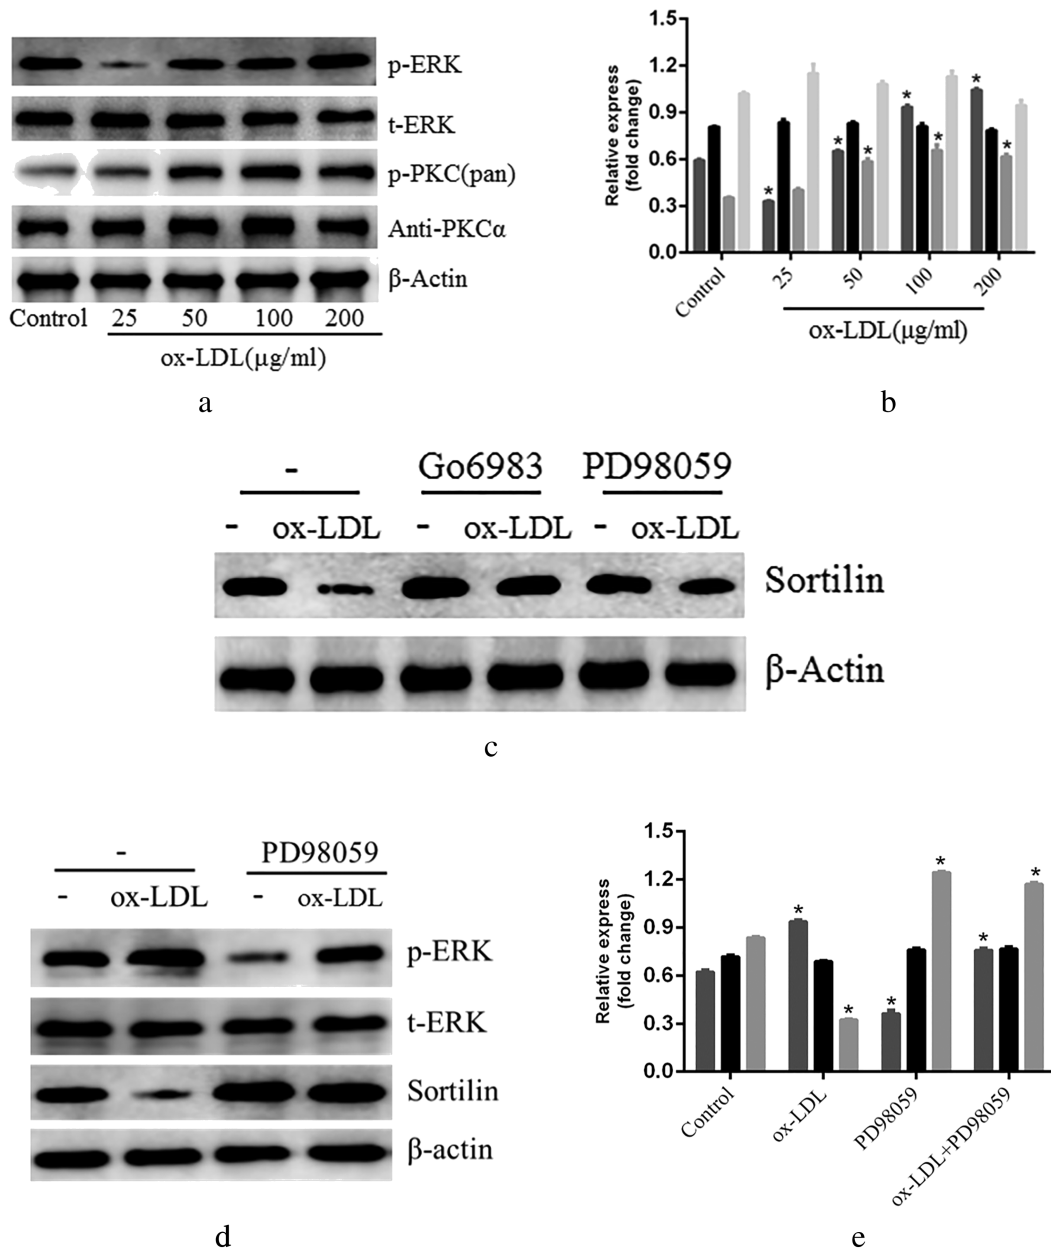 p-ERK
t-ERK
p-PKC(pan)
Anti-PKCα
β-Actin
Control 25 50 100 200
ox-LDL(μg/ml)
a
Relative express
(fold change)
1.5
1.2
0.9
0.6
0.3
0.0
* * * * * * *
Control 25 50 100 200
ox-LDL(μg/ml)
b
- Go6983 PD98059
- ox-LDL - ox-LDL - ox-LDL
Sortilin
β-Actin
c
- PD98059
- ox-LDL - ox-LDL
p-ERK
t-ERK
Sortilin
β-actin
d
Relative express
(fold change)
1.5
1.2
0.9
0.6
0.3
0.0
* * * * * *
Control ox-LDL PD98059 ox-LDL+PD98059
e